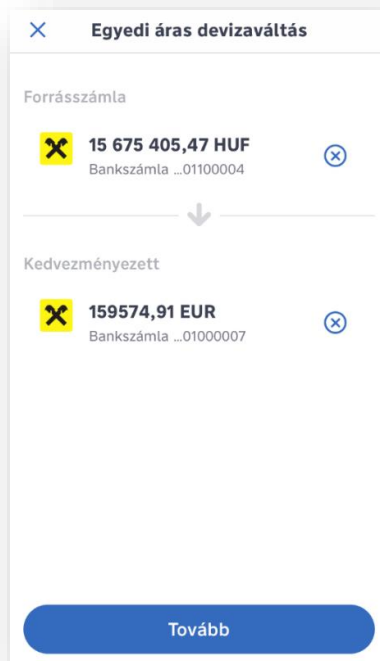 Egyedi áras devizaváltás
Forrásszámla
15 675 405,47 HUF
Bankszámla ...01100004
Kedvezményezett
159574,91 EUR
Bankszámla ...01000007
Tovább